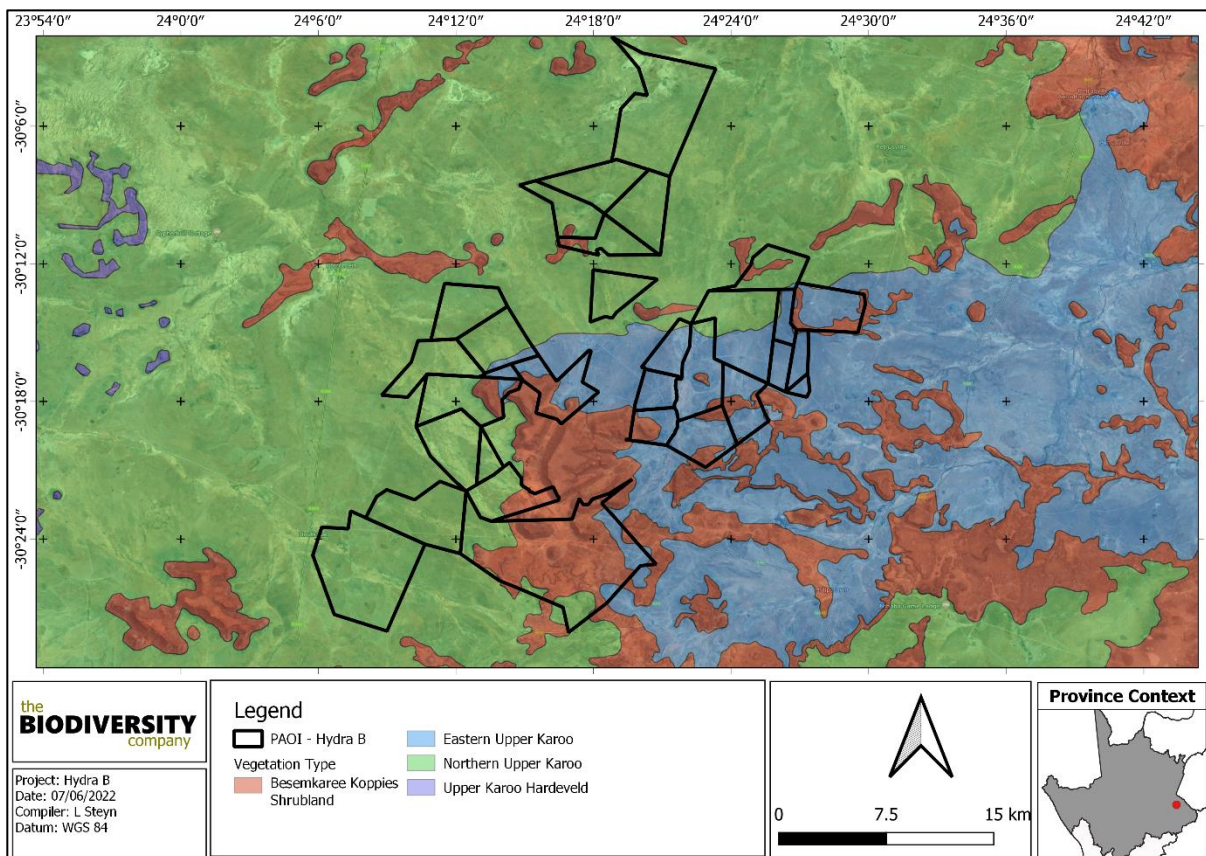 23°54′0″ 24°0′0″ 24°6′0″ 24°12′0″ 24°18′0″ 24°24′0″ 24°30′0″ 24°36′0″ 24°42′0″
-30°6′0″
-30°12′0″
-30°18′0″
-30°24′0″
the
BIODIVERSITY
company
Project: Hydra B
Date: 07/06/2022
Compiler: L Steyn
Datum: WGS 84
Legend
PAOI - Hydra B
Vegetation Type
Besemkaree Koppies
Shrubland
Eastern Upper Karoo
Northern Upper Karoo
Upper Karoo Hardeveld
0 7.5 15 km
Province Context